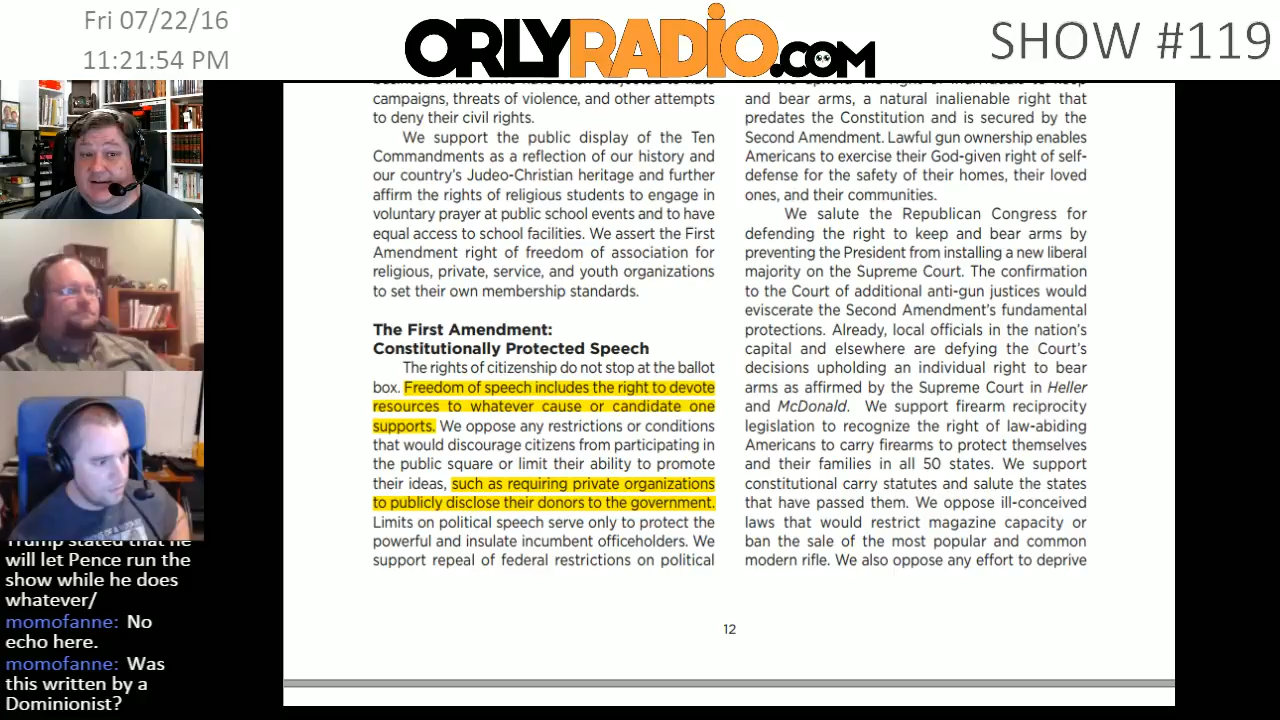 Fri 07/22/16
11:21:54 PM
ORLYRADIO.COM
SHOW #119
campaigns, threats of violence, and other attempts
to deny their civil rights.
We support the public display of the Ten
Commandments as a reflection of our history and
our country's Judeo-Christian heritage and further
affirm the rights of religious students to engage in
voluntary prayer at public school events and to have
equal access to school facilities. We assert the First
Amendment right of freedom of association for
religious, private, service, and youth organizations
to set their own membership standards.
The First Amendment:
Constitutionally Protected Speech
The rights of citizenship do not stop at the ballot
box. Freedom of speech includes the right to devote
resources to whatever cause or candidate one
supports. We oppose any restrictions or conditions
that would discourage citizens from participating in
the public square or limit their ability to promote
their ideas, such as requiring private organizations
to publicly disclose their donors to the government.
Limits on political speech serve only to protect the
powerful and insulate incumbent officeholders. We
support repeal of federal restrictions on political
and bear arms, a natural inalienable right that
predates the Constitution and is secured by the
Second Amendment. Lawful gun ownership enables
Americans to exercise their God-given right of self-
defense for the safety of their homes, their loved
ones, and their communities.
We salute the Republican Congress for
defending the right to keep and bear arms by
preventing the President from installing a new liberal
majority on the Supreme Court. The confirmation
to the Court of additional anti-gun justices would
eviscerate the Second Amendment's fundamental
protections. Already, local officials in the nation's
capital and elsewhere are defying the Court's
decisions upholding an individual right to bear
arms as affirmed by the Supreme Court in Heller
and McDonald. We support firearm reciprocity
legislation to recognize the right of law-abiding
Americans to carry firearms to protect themselves
and their families in all 50 states. We support
constitutional carry statutes and salute the states
that have passed them. We oppose ill-conceived
laws that would restrict magazine capacity or
ban the sale of the most popular and common
modern rifle. We also oppose any effort to deprive
12
Trump stated that he
will let Pence run the
show while he does
whatever/
momofanne: No
echo here.
momofanne: Was
this written by a
Dominionist?